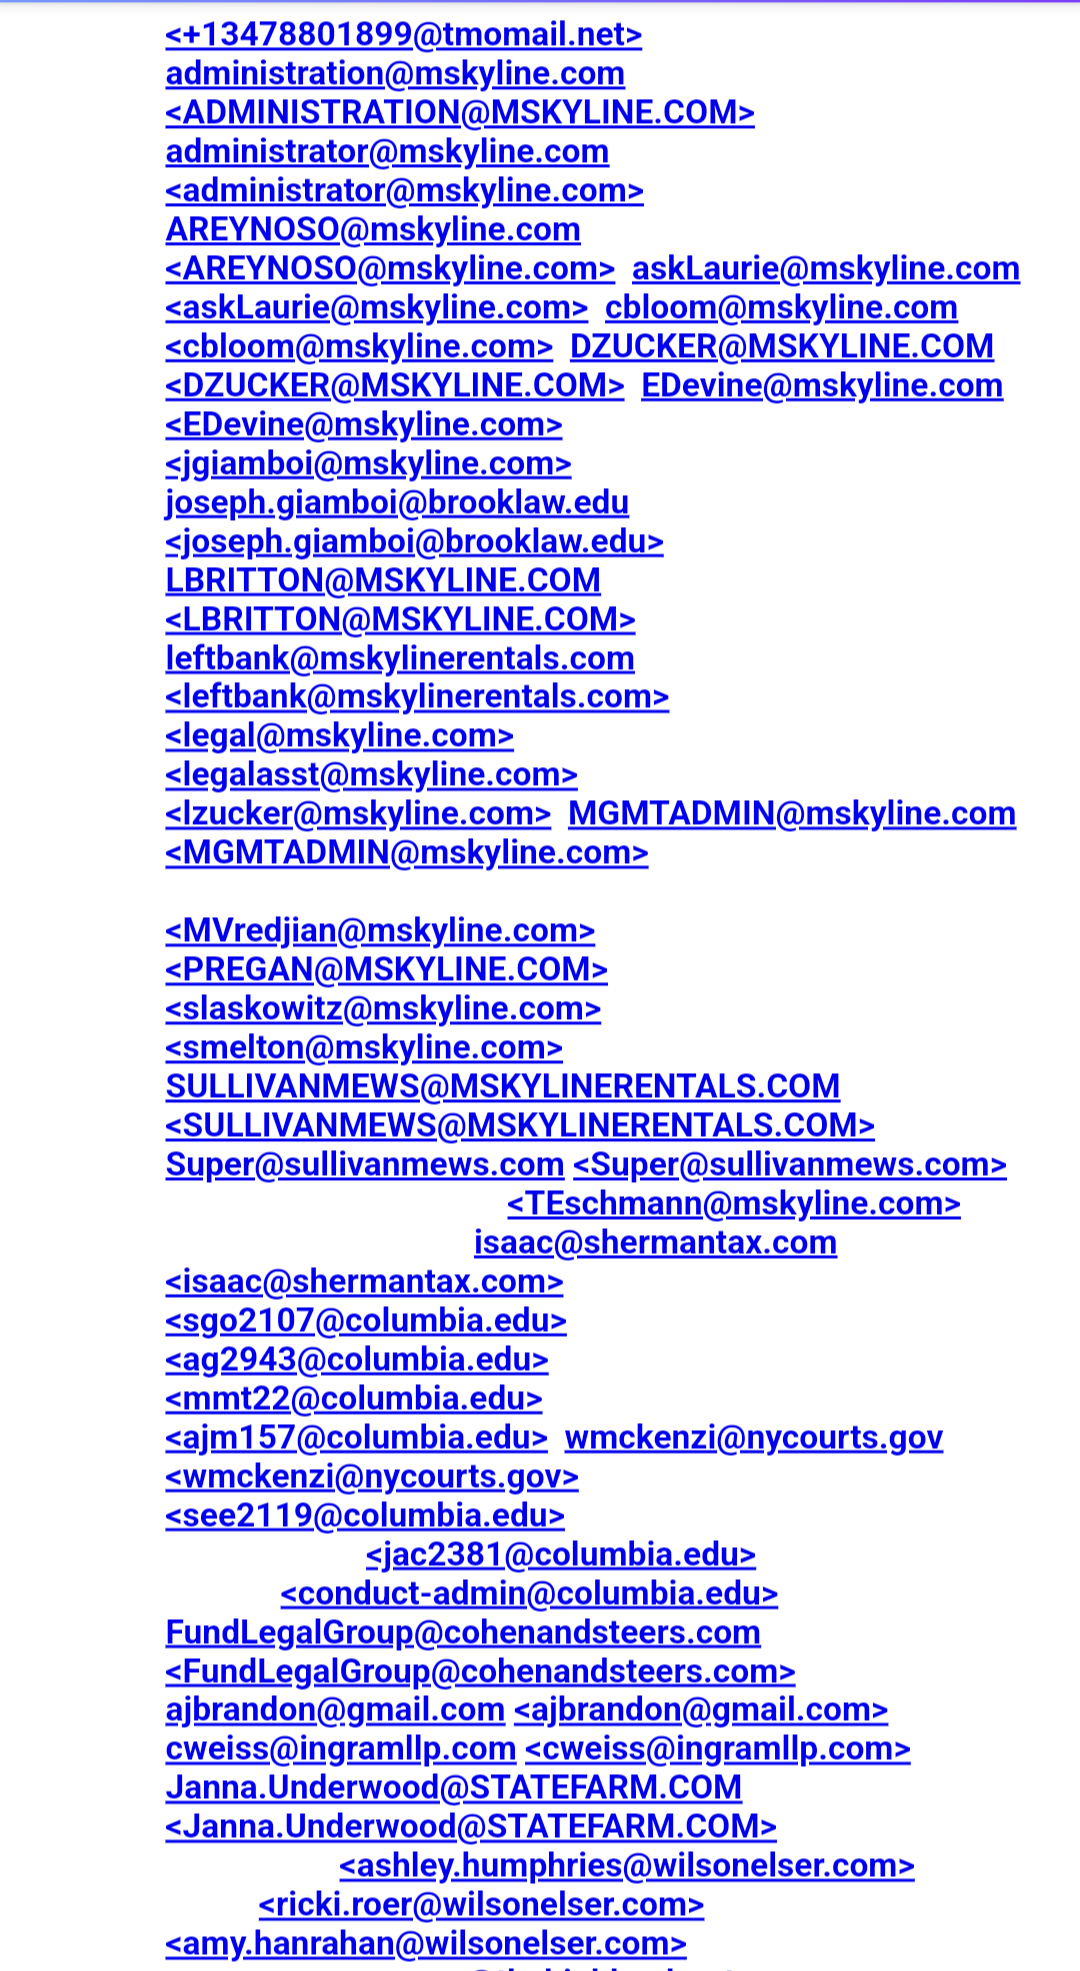 <+13478801899@tmomail.net>
administration@mskyline.com
<ADMINISTRATION@MSKYLINE.COM>
administrator@mskyline.com
<administrator@mskyline.com>
AREYNOSO@mskyline.com
<AREYNOSO@mskyline.com> askLaurie@mskyline.com
<askLaurie@mskyline.com> cbloom@mskyline.com
<cbloom@mskyline.com> DZUCKER@MSKYLINE.COM
<DZUCKER@MSKYLINE.COM> EDevine@mskyline.com
<EDevine@mskyline.com>
<jgiamboi@mskyline.com>
joseph.giamboi@brooklaw.edu
<joseph.giamboi@brooklaw.edu>
LBRITTON@MSKYLINE.COM
<LBRITTON@MSKYLINE.COM>
leftbank@mskylinerentals.com
<leftbank@mskylinerentals.com>
<legal@mskyline.com>
<legalasst@mskyline.com>
<lzucker@mskyline.com> MGMTADMIN@mskyline.com
<MGMTADMIN@mskyline.com>
<MVredjian@mskyline.com>
<PREGAN@MSKYLINE.COM>
<slaskowitz@mskyline.com>
<smelton@mskyline.com>
SULLIVANMEWS@MSKYLINERENTALS.COM
<SULLIVANMEWS@MSKYLINERENTALS.COM>
Super@sullivanmews.com <Super@sullivanmews.com>
<TEschmann@mskyline.com>
isaac@shermantax.com
<isaac@shermantax.com>
<sgo2107@columbia.edu>
<ag2943@columbia.edu>
<mmt22@columbia.edu>
<ajm157@columbia.edu> wmckenzi@nycourts.gov
<wmckenzi@nycourts.gov>
<see2119@columbia.edu>
<jac2381@columbia.edu>
<conduct-admin@columbia.edu>
FundLegalGroup@cohenandsteers.com
<FundLegalGroup@cohenandsteers.com>
ajbrandon@gmail.com <ajbrandon@gmail.com>
cweiss@ingramllp.com <cweiss@ingramllp.com>
Janna.Underwood@STATEFARM.COM
<Janna.Underwood@STATEFARM.COM>
<ashley.humphries@wilsonelser.com>
<ricki.roer@wilsonelser.com>
<amy.hanrahan@wilsonelser.com>